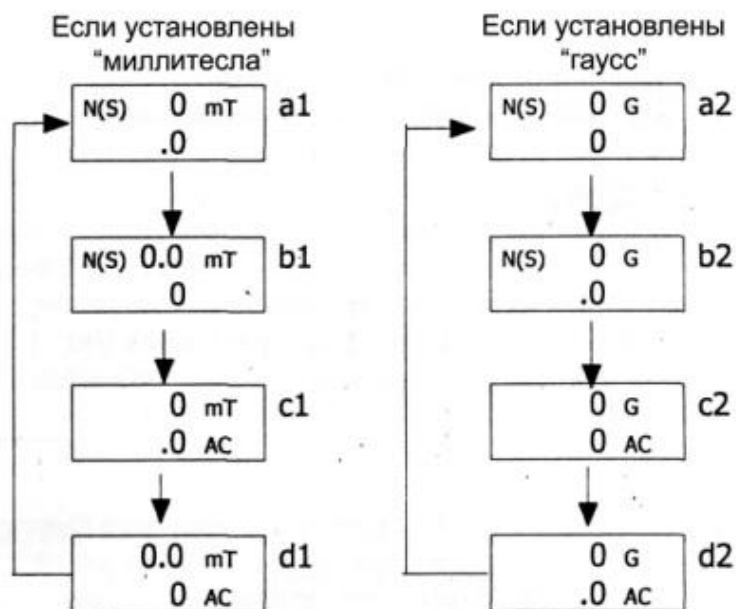 Если установлены
“миллитесла”
N(S) 0 mT a1
.0
N(S) 0.0 mT b1
0
0 mT c1
.0 AC
0.0 mT d1
0 AC
Если установлены
“гаусс”
N(S) 0 G a2
0
N(S) 0 G b2
.0
0 G c2
0 AC
0 G d2
.0 AC